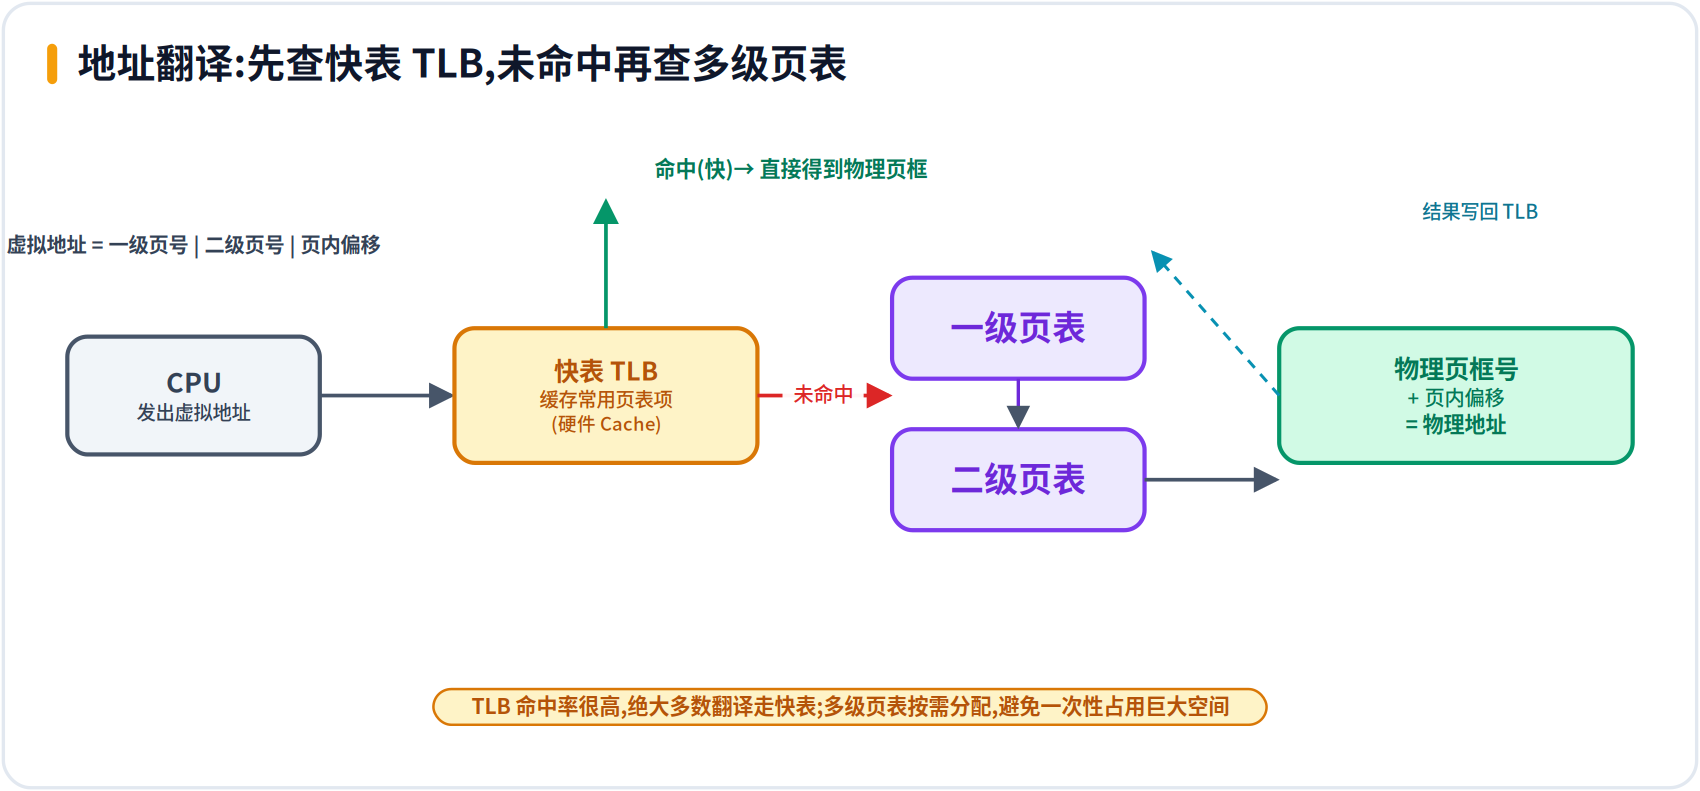 地址翻译:先查快表 TLB,未命中再查多级页表
命中(快)→ 直接得到物理页框
结果写回 TLB
虚拟地址 = 一级页号 | 二级页号 | 页内偏移
CPU
发出虚拟地址
快表 TLB
缓存常用页表项
(硬件 Cache)
未命中
一级页表
二级页表
物理页框号
+ 页内偏移
= 物理地址
TLB 命中率很高,绝大多数翻译走快表;多级页表按需分配,避免一次性占用巨大空间